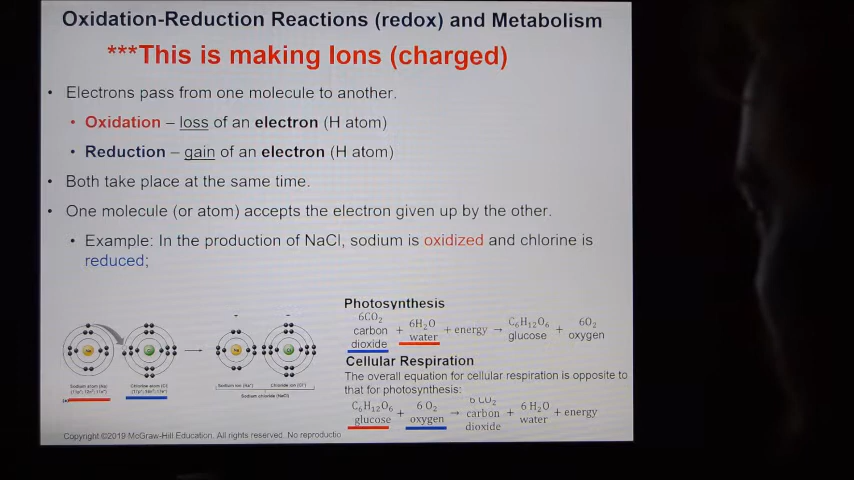 Oxidation-Reduction Reactions (redox) and Metabolism
***This is making Ions (charged)
• Electrons pass from one molecule to another.
• Oxidation – loss of an electron (H atom)
• Reduction – gain of an electron (H atom)
• Both take place at the same time.
• One molecule (or atom) accepts the electron given up by the other.
• Example: In the production of NaCl, sodium is oxidized and chlorine is
reduced;
Photosynthesis
6CO₂ + 6H₂O + energy → C₆H₁₂O₆ + 6O₂
carbon dioxide water glucose oxygen
Cellular Respiration
The overall equation for cellular respiration is opposite to
that for photosynthesis:
C₆H₁₂O₆ + 6 O₂ → 6 CO₂ + 6 H₂O + energy
glucose oxygen carbon dioxide water
Sodium atom (Na)
Chlorine atom (Cl)
Sodium ion (Na⁺)
Chloride ion (Cl⁻)
Sodium chloride (NaCl)
Copyright ©2019 McGraw-Hill Education. All rights reserved. No reproductio